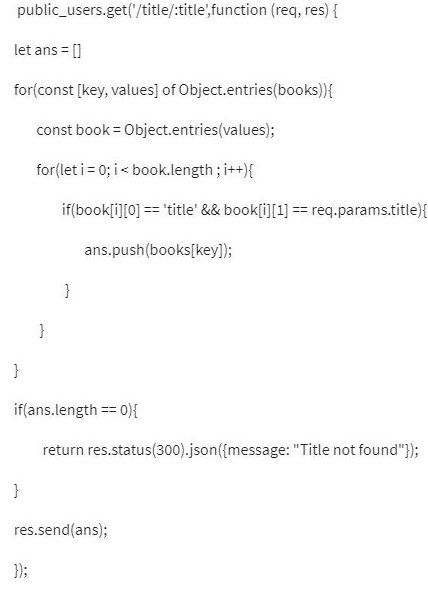 public_users.get('/title/:title',function (req, res) {
let ans = []
for(const [key, values] of Object.entries(books)){
const book = Object.entries(values);
for(let i = 0; i < book.length ; i++){
if(book[i][0] == 'title' && book[i][1] == req.params.title){
ans.push(books[key]);
}
}
}
if(ans.length == 0){
return res.status(300).json({message: "Title not found"});
}
res.send(ans);
});